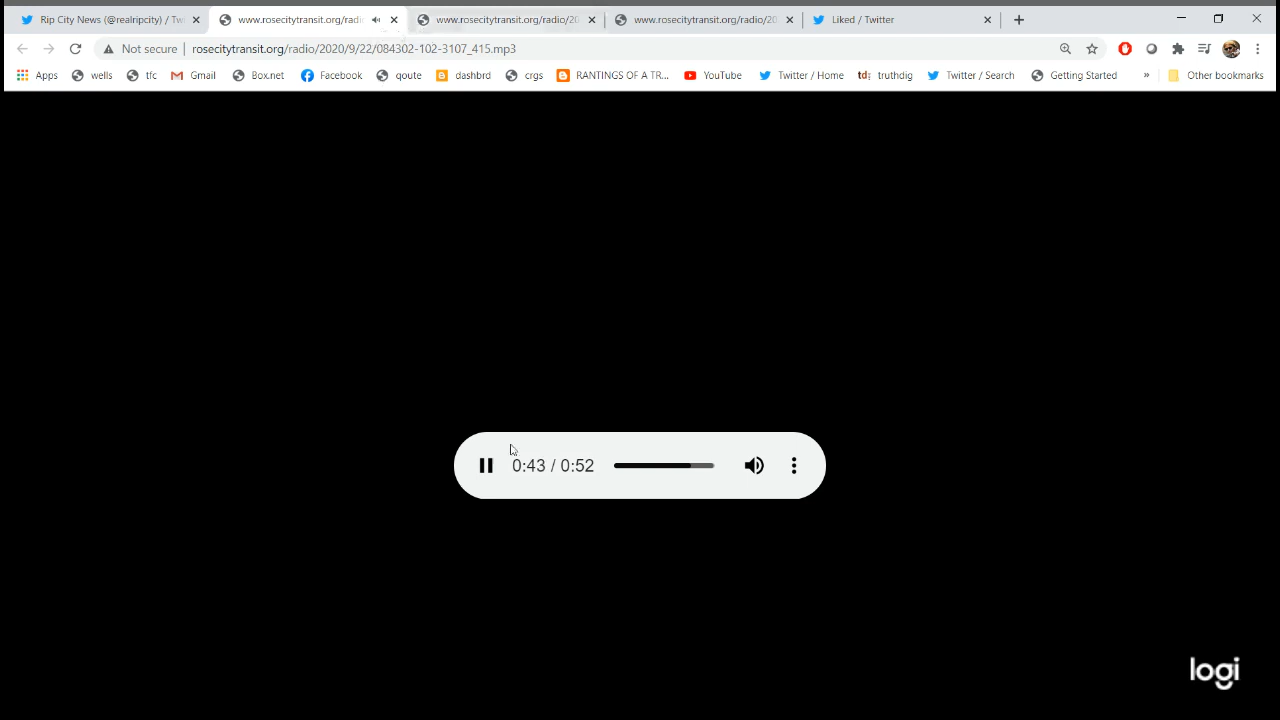 Rip City News (@realripcity) / Tw
www.rosecitytransit.org/radi
www.rosecitytransit.org/radio/20
www.rosecitytransit.org/radio/20
Liked / Twitter
Not secure
rosecitytransit.org/radio/2020/9/22/084302-102-3107_415.mp3
Apps
wells
tfc
Gmail
Box.net
Facebook
qoute
dashbrd
crgs
RANTINGS OF A TR...
YouTube
Twitter / Home
td:
truthdig
Twitter / Search
Getting Started
»
Other bookmarks
0:43 / 0:52
logi